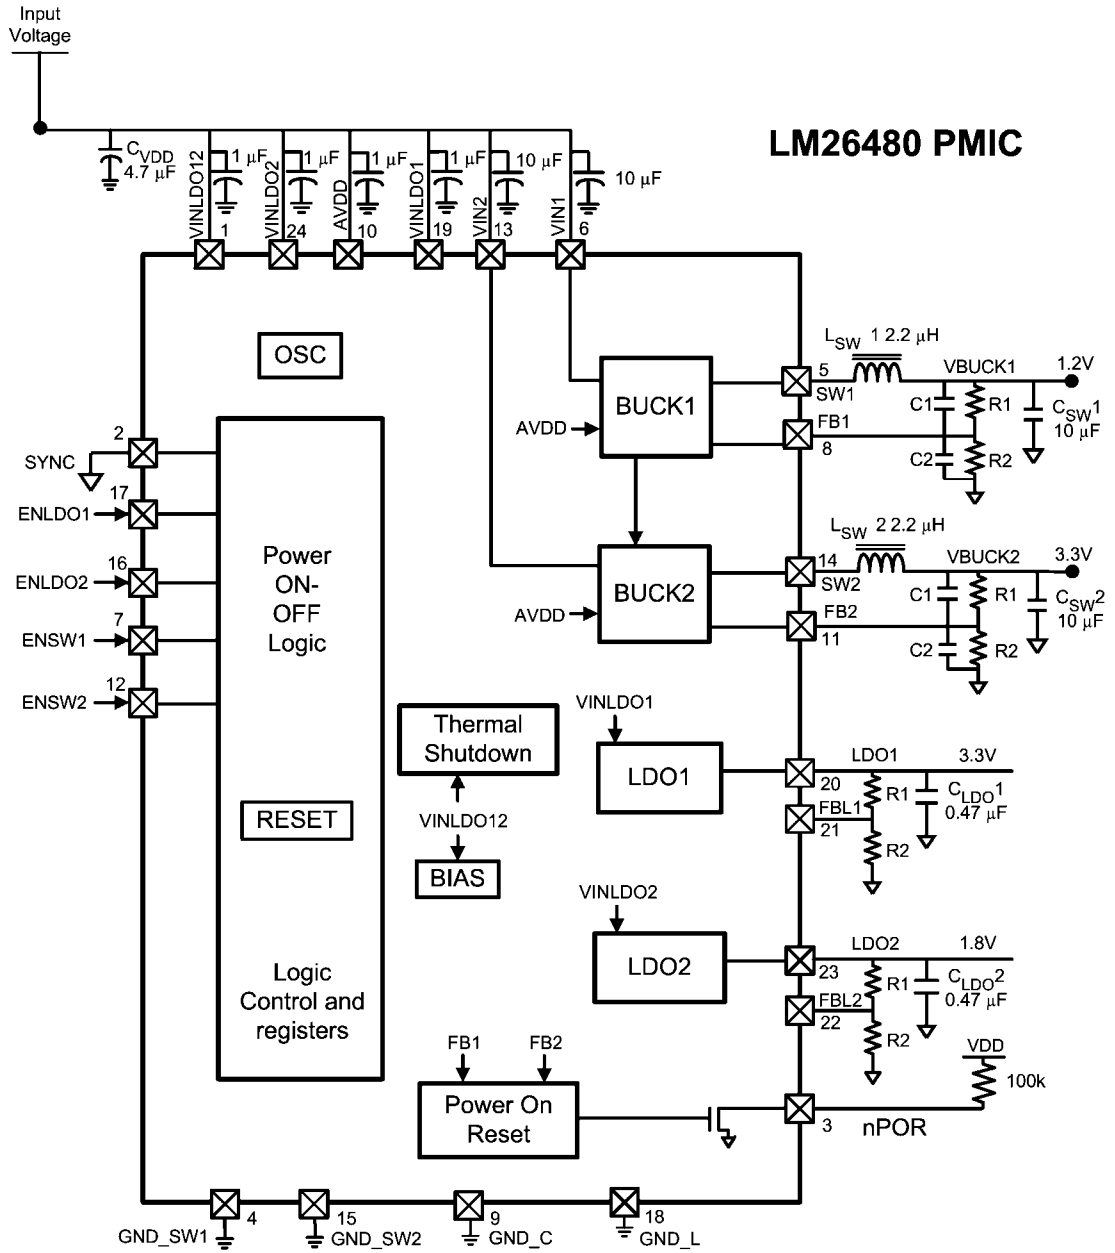 Input
Voltage
LM26480 PMIC
C_VDD
4.7 µF
1 µF
1 µF
1 µF
1 µF
10 µF
10 µF
VINLDO12
VINLDO2
AVDD
VINLDO1
VIN2
VIN1
1
24
10
19
13
6
OSC
L_SW 1 2.2 µH
5
SW1
VBUCK1
1.2V
BUCK1
AVDD
FB1
8
C1
R1
C2
R2
C_SW1
10 µF
2
SYNC
17
ENLDO1
16
ENLDO2
7
ENSW1
12
ENSW2
Power
ON-
OFF
Logic
RESET
Logic
Control and
registers
L_SW 2 2.2 µH
14
SW2
VBUCK2
3.3V
BUCK2
AVDD
FB2
11
C1
R1
C2
R2
C_SW2
10 µF
Thermal
Shutdown
VINLDO12
BIAS
VINLDO1
LDO1
20
LDO1
3.3V
FBL1
21
R1
R2
C_LDO1
0.47 µF
VINLDO2
LDO2
23
LDO2
1.8V
FBL2
22
R1
R2
C_LDO2
0.47 µF
FB1
FB2
Power On
Reset
VDD
100k
3
nPOR
GND_SW1
4
15
GND_SW2
9
GND_C
18
GND_L